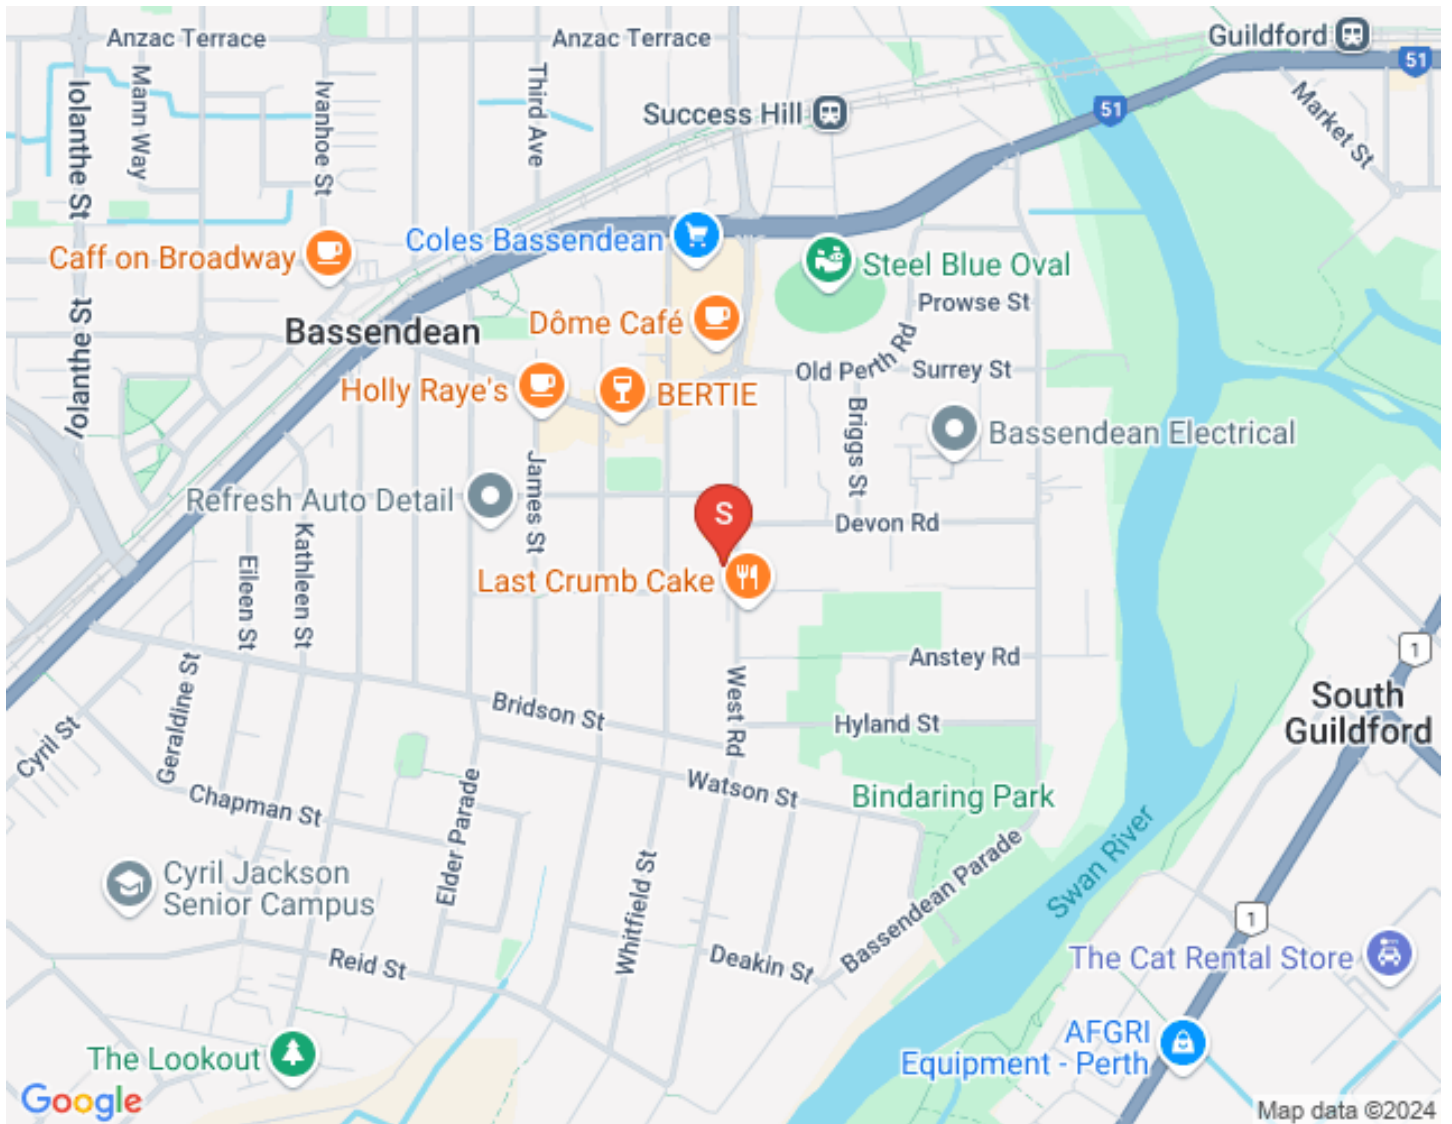 Anzac Terrace
Anzac Terrace
Guildford
51
Iolanthe St
Mann Way
Ivanhoe St
Third Ave
Success Hill
51
Market St
Caff on Broadway
Coles Bassendean
Steel Blue Oval
Prowse St
Iolanthe St
Bassendean
Dôme Café
Old Perth Rd
Surrey St
Holly Raye's
BERTIE
Briggs St
Bassendean Electrical
Refresh Auto Detail
James St
S
Devon Rd
Eileen St
Kathleen St
Last Crumb Cake
Anstey Rd
1
Geraldine St
Bridson St
West Rd
Hyland St
South
Guildford
Cyril St
Chapman St
Elder Parade
Watson St
Bindaring Park
Swan River
Cyril Jackson
Senior Campus
Whitfield St
Bassendean Parade
1
Reid St
Deakin St
The Cat Rental Store
The Lookout
AFGRI
Equipment - Perth
Google
Map data ©2024